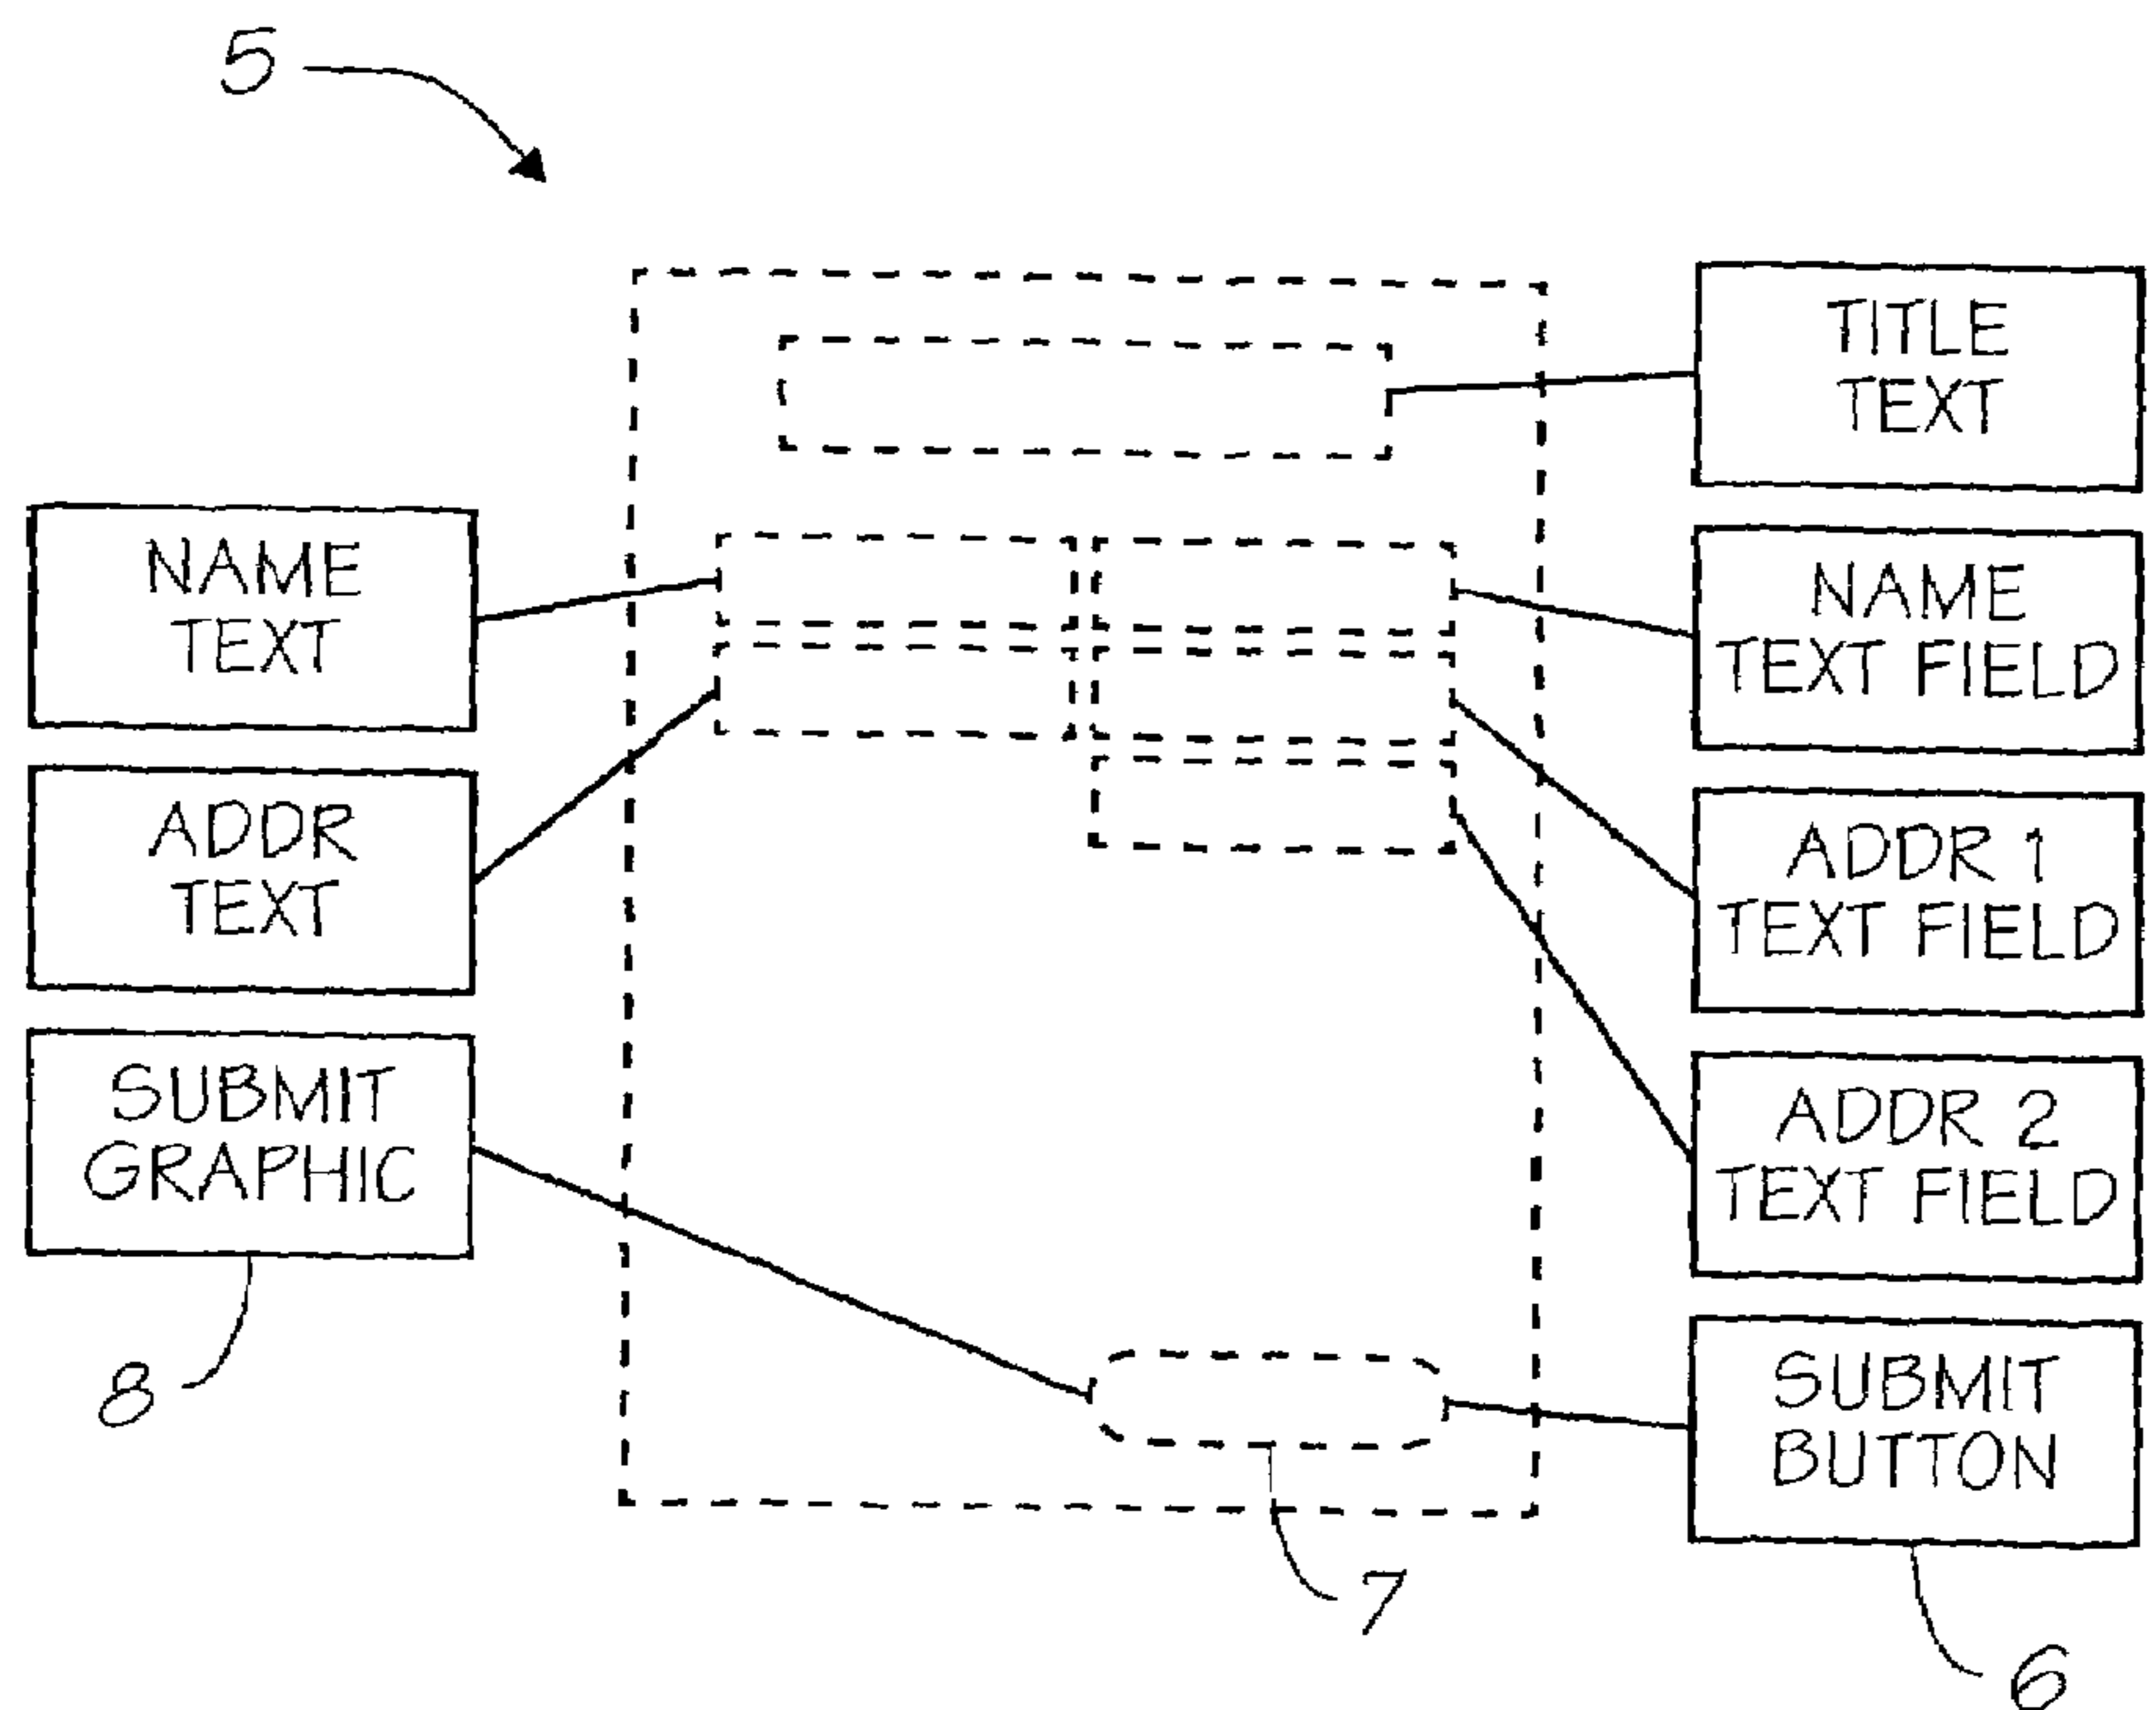 5
TITLE
TEXT
NAME
TEXT
NAME
TEXT FIELD
ADDR
TEXT
ADDR 1
TEXT FIELD
SUBMIT
GRAPHIC
ADDR 2
TEXT FIELD
SUBMIT
BUTTON
8
7
6